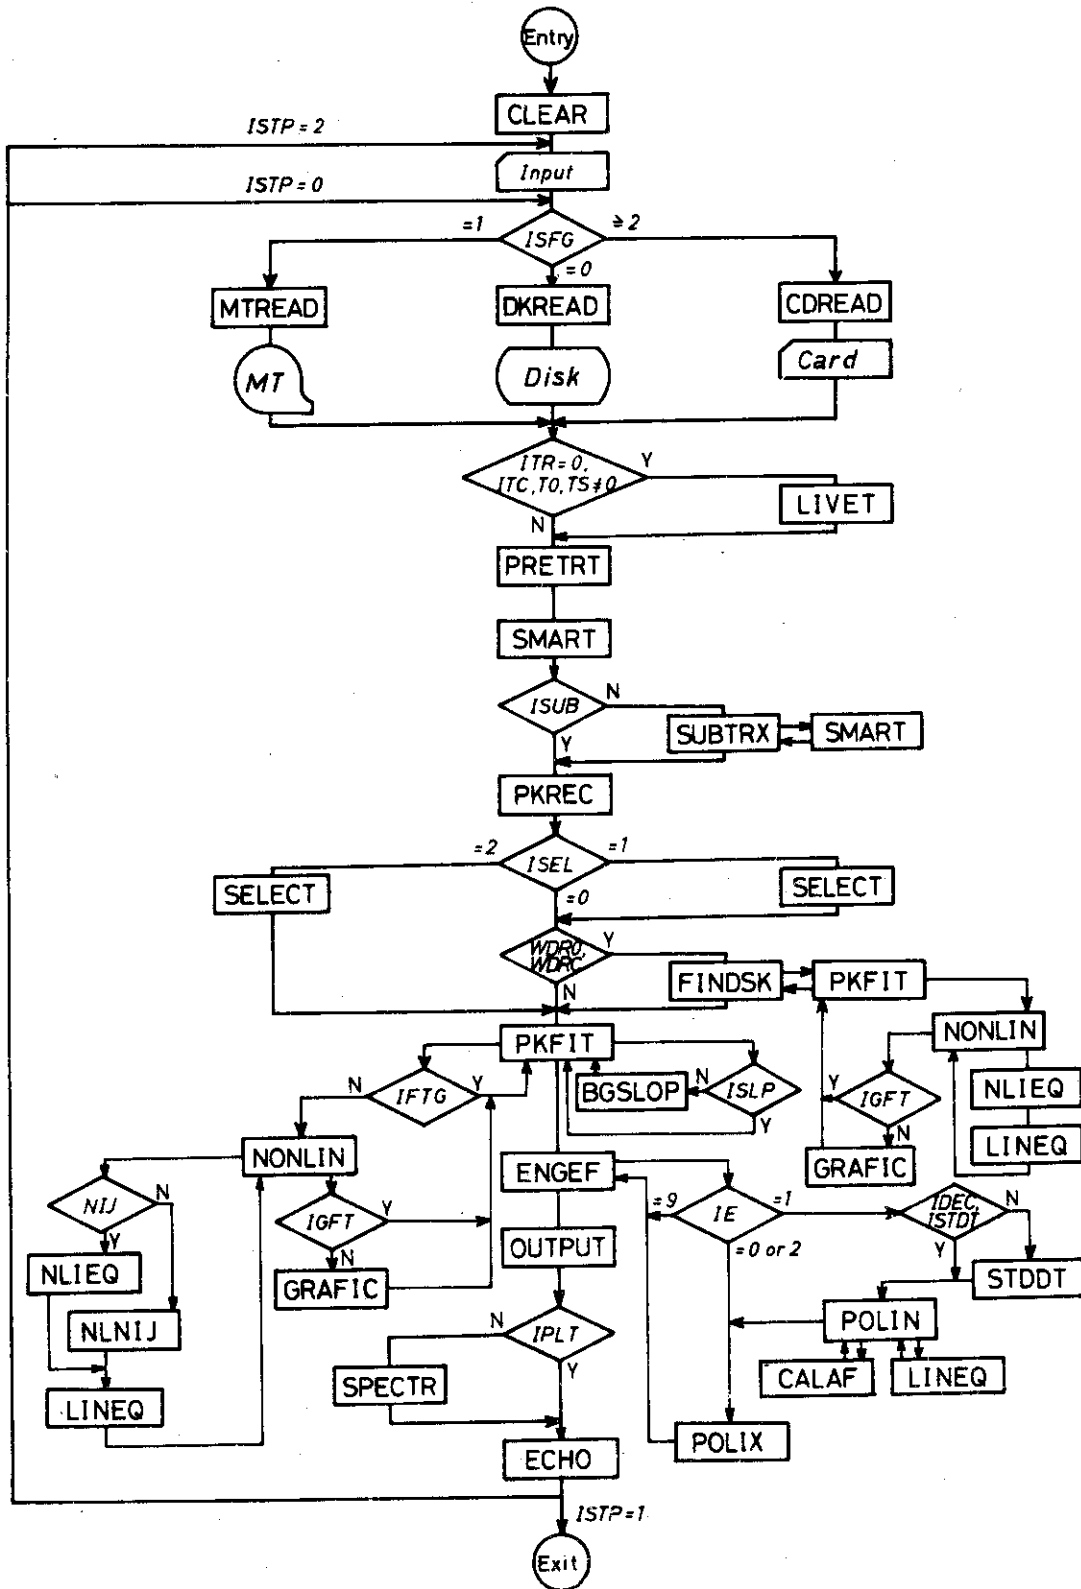 Entry
CLEAR
ISTP=2
Input
ISTP=0
=1
ISFG
≥2
=0
MTREAD
DKREAD
CDREAD
MT
Disk
Card
ITR=0,
ITC,TO,TS≠0
Y
N
LIVET
PRETRT
SMART
ISUB
N
Y
SUBTRX
SMART
PKREC
=2
ISEL
=1
=0
SELECT
SELECT
WDRO,
WDRC
Y
N
FINDSK
PKFIT
PKFIT
NONLIN
N
IFTG
Y
BGSLOP
N
ISLP
Y
Y
IGFT
N
NLIEQ
LINEQ
GRAFIC
NONLIN
ENGEF
NIJ
N
Y
IGFT
Y
N
=9
IE
=1
=0 or 2
IDEC,
ISTDT
N
Y
NLIEQ
GRAFIC
OUTPUT
STDDT
NLNIJ
N
IPLT
Y
POLIN
LINEQ
SPECTR
CALAF
LINEQ
ECHO
POLIX
ISTP=1
Exit